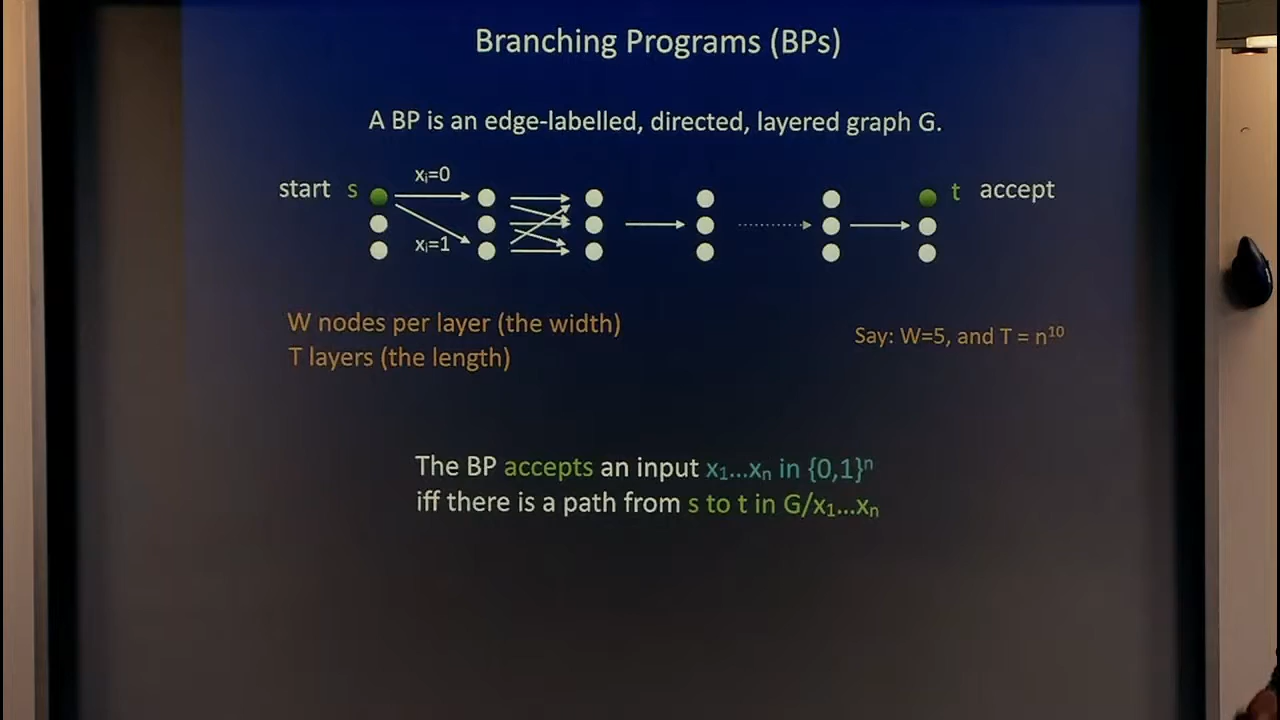 Branching Programs (BPs)
A BP is an edge-labelled, directed, layered graph G.
xᵢ=0
start s
t accept
xᵢ=1
W nodes per layer (the width)
T layers (the length)
Say: W=5, and T = n¹⁰
The BP accepts an input x₁...xₙ in {0,1}ⁿ
iff there is a path from s to t in G/x₁...xₙ